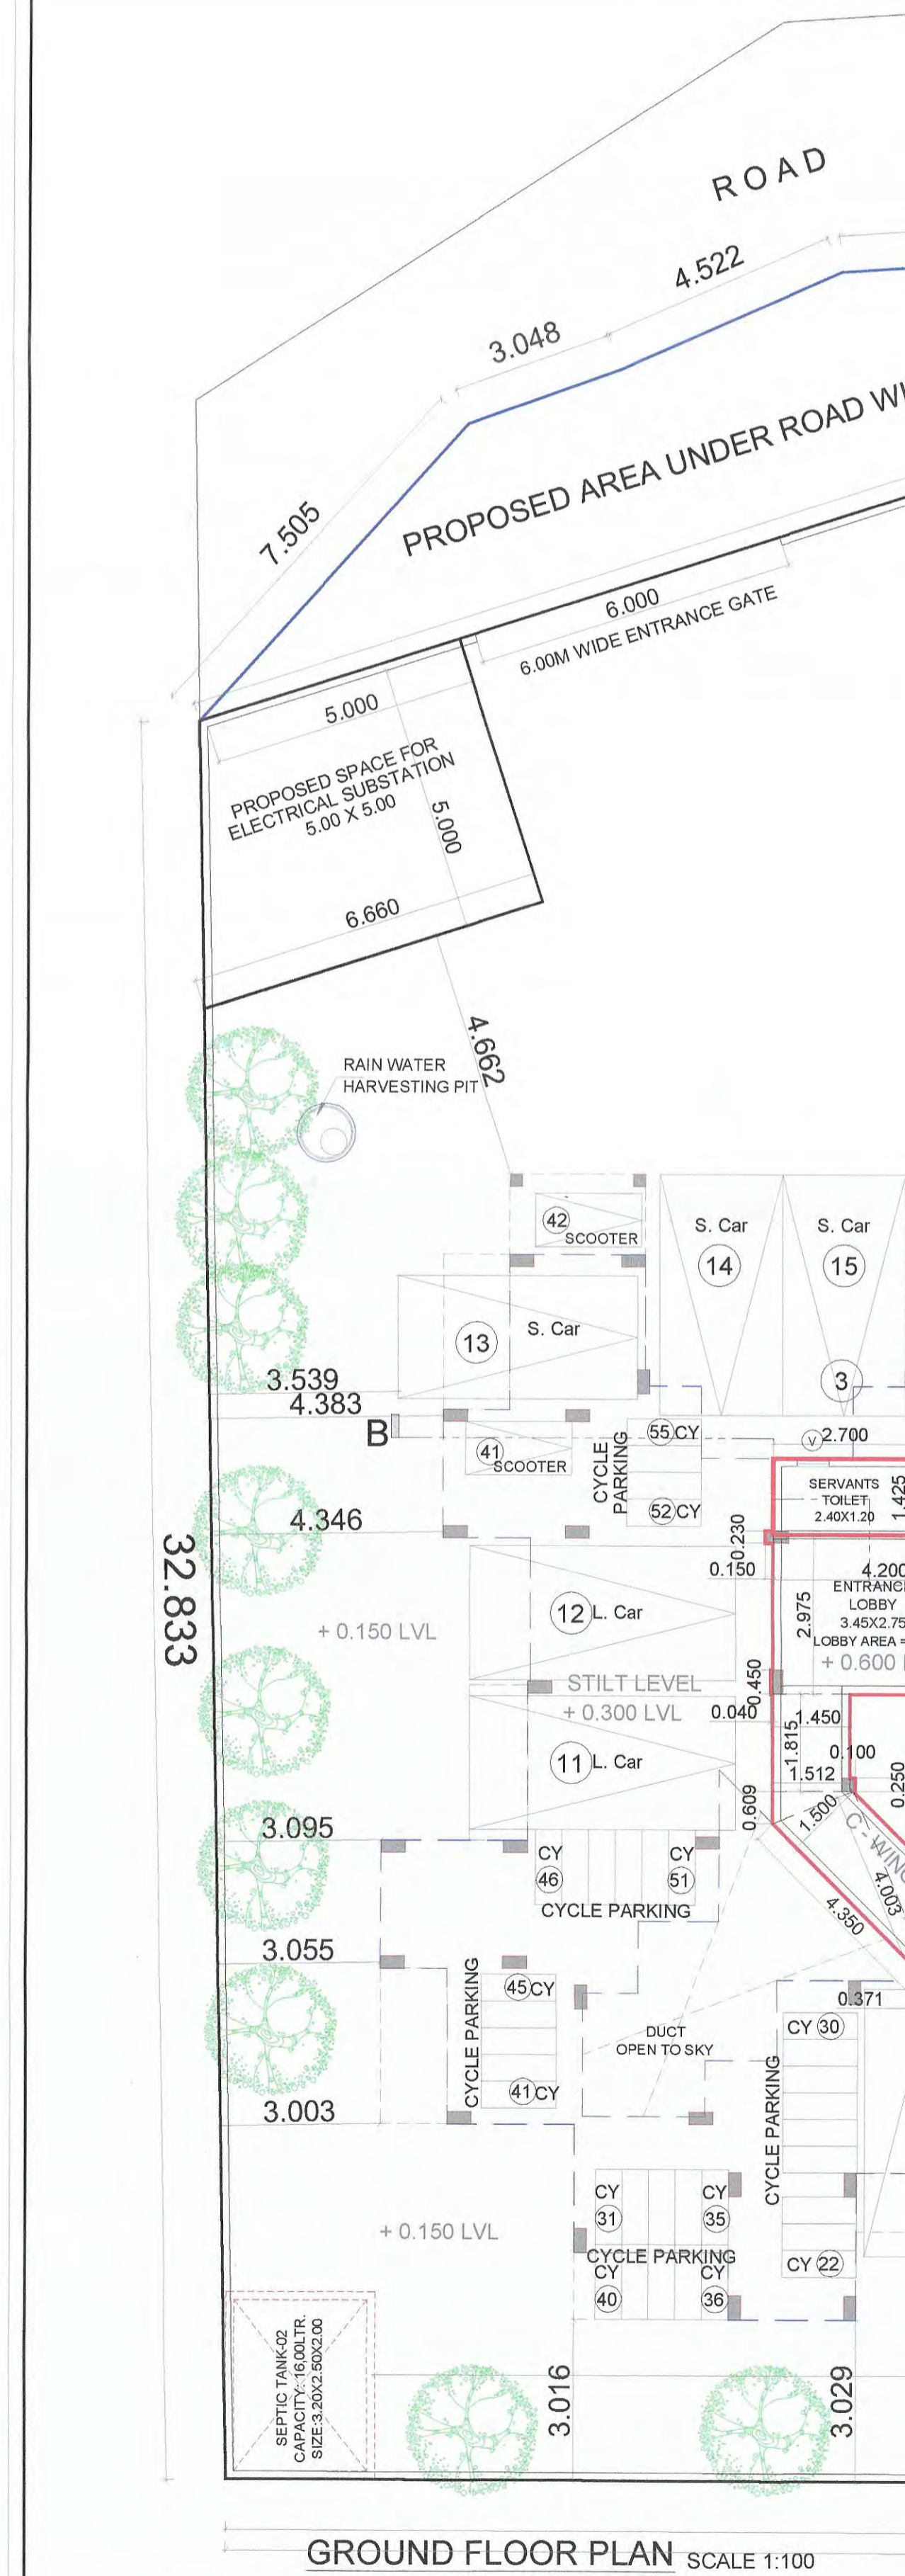 ROAD
4.522
3.048
7.505
PROPOSED AREA UNDER ROAD
6.000
6.00M WIDE ENTRANCE GATE
5.000
PROPOSED SPACE FOR
ELECTRICAL SUBSTATION
5.00 X 5.00
5.000
6.660
4.662
RAIN WATER
HARVESTING PIT
42
SCOOTER
S. Car
14
S. Car
15
13
S. Car
3
3.539
4.383
B
41
SCOOTER
CYCLE
PARKING
55 CY
52 CY
V 2.700
SERVANTS
TOILET
2.40X1.20
1.425
4.346
0.230
0.150
4.200
ENTRANCE
LOBBY
3.45X2.75
LOBBY AREA =
+ 0.600
2.975
32.833
+ 0.150 LVL
12 L. Car
STILT LEVEL
+ 0.300 LVL
0.450
0.040
1.450
1.815
0.100
1.512
11 L. Car
0.609
1.500
0.250
C - WING
4.003
4.350
3.095
CY
46
CY
51
CYCLE PARKING
3.055
CYCLE PARKING
45 CY
41 CY
DUCT
OPEN TO SKY
0.371
CY 30
CYCLE PARKING
CY 22
3.003
+ 0.150 LVL
CY
31
CY
35
CYCLE PARKING
CY
40
CY
36
SEPTIC TANK-02
CAPACITY:-16,00LTR.
SIZE:3.20X2.50X2.00
3.016
3.029
GROUND FLOOR PLAN SCALE 1:100